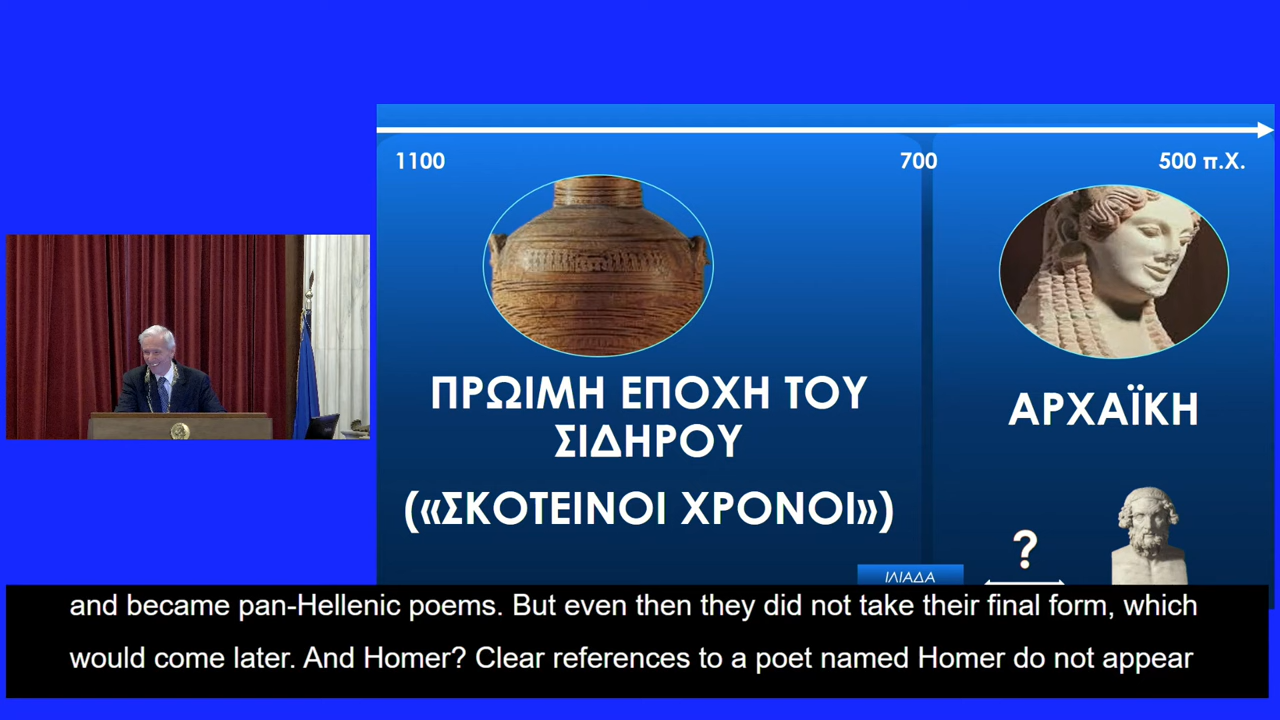 1100
700
500 π.Χ.
ΠΡΩΙΜΗ ΕΠΟΧΗ ΤΟΥ
ΣΙΔΗΡΟΥ
(«ΣΚΟΤΕΙΝΟΙ ΧΡΟΝΟΙ»)
ΑΡΧΑΪΚΗ
?
ΙΛΙΑΔΑ
and became pan-Hellenic poems. But even then they did not take their final form, which
would come later. And Homer? Clear references to a poet named Homer do not appear